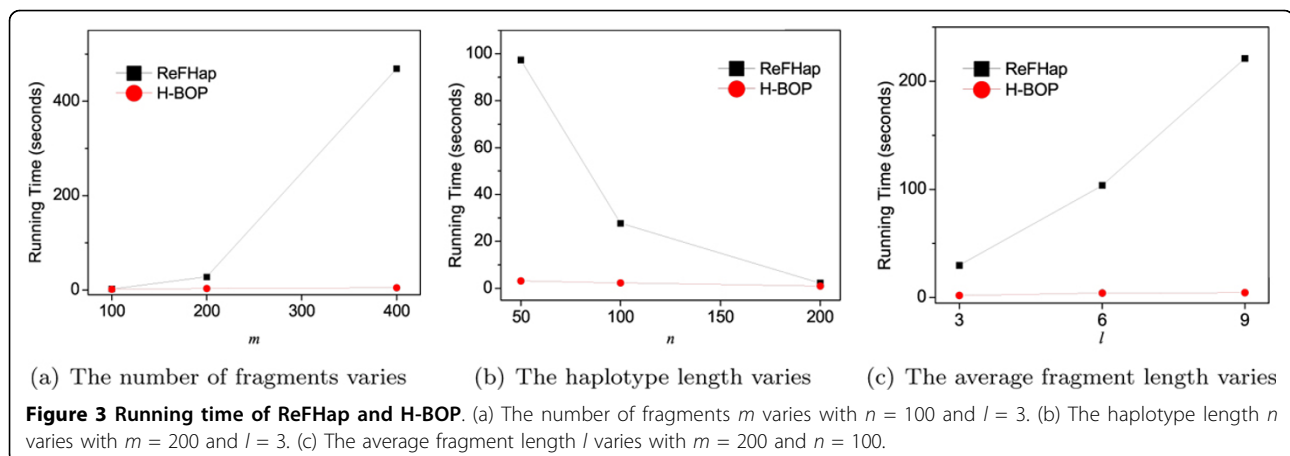 ReFHap
H-BOP
Running Time (seconds)
400
200
0
100
200
300
400
m
(a) The number of fragments varies
ReFHap
H-BOP
Running Time (seconds)
100
80
60
40
20
0
50
100
150
200
n
(b) The haplotype length varies
ReFHap
H-BOP
Running Time (seconds)
200
100
0
3
6
9
l
(c) The average fragment length varies
Figure 3 Running time of ReFHap and H-BOP. (a) The number of fragments m varies with n = 100 and l = 3. (b) The haplotype length n
varies with m = 200 and l = 3. (c) The average fragment length l varies with m = 200 and n = 100.